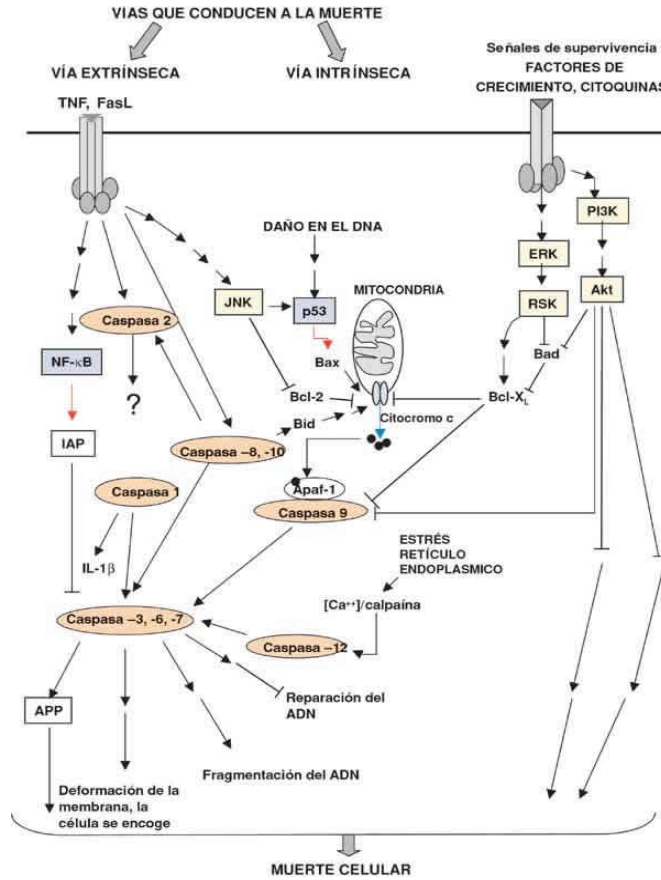 VIAS QUE CONDUCEN A LA MUERTE
VÍA EXTRÍNSECA
VÍA INTRÍNSECA
Señales de supervivencia
FACTORES DE
CRECIMIENTO, CITOQUINAS
TNF, FasL
PI3K
DAÑO EN EL DNA
ERK
MITOCONDRIA
JNK
p53
RSK
Akt
Caspasa 2
NF-κB
Bax
Bad
Bcl-2
Bcl-XL
?
Bid
Citocromo c
IAP
Caspasa –8, -10
Apaf-1
Caspasa 1
Caspasa 9
IL-1β
ESTRÉS
RETÍCULO
ENDOPLASMICO
[Ca++]/calpaína
Caspasa –3, -6, -7
Caspasa –12
APP
Reparación del
ADN
Fragmentación del ADN
Deformación de la
membrana, la
célula se encoge
MUERTE CELULAR